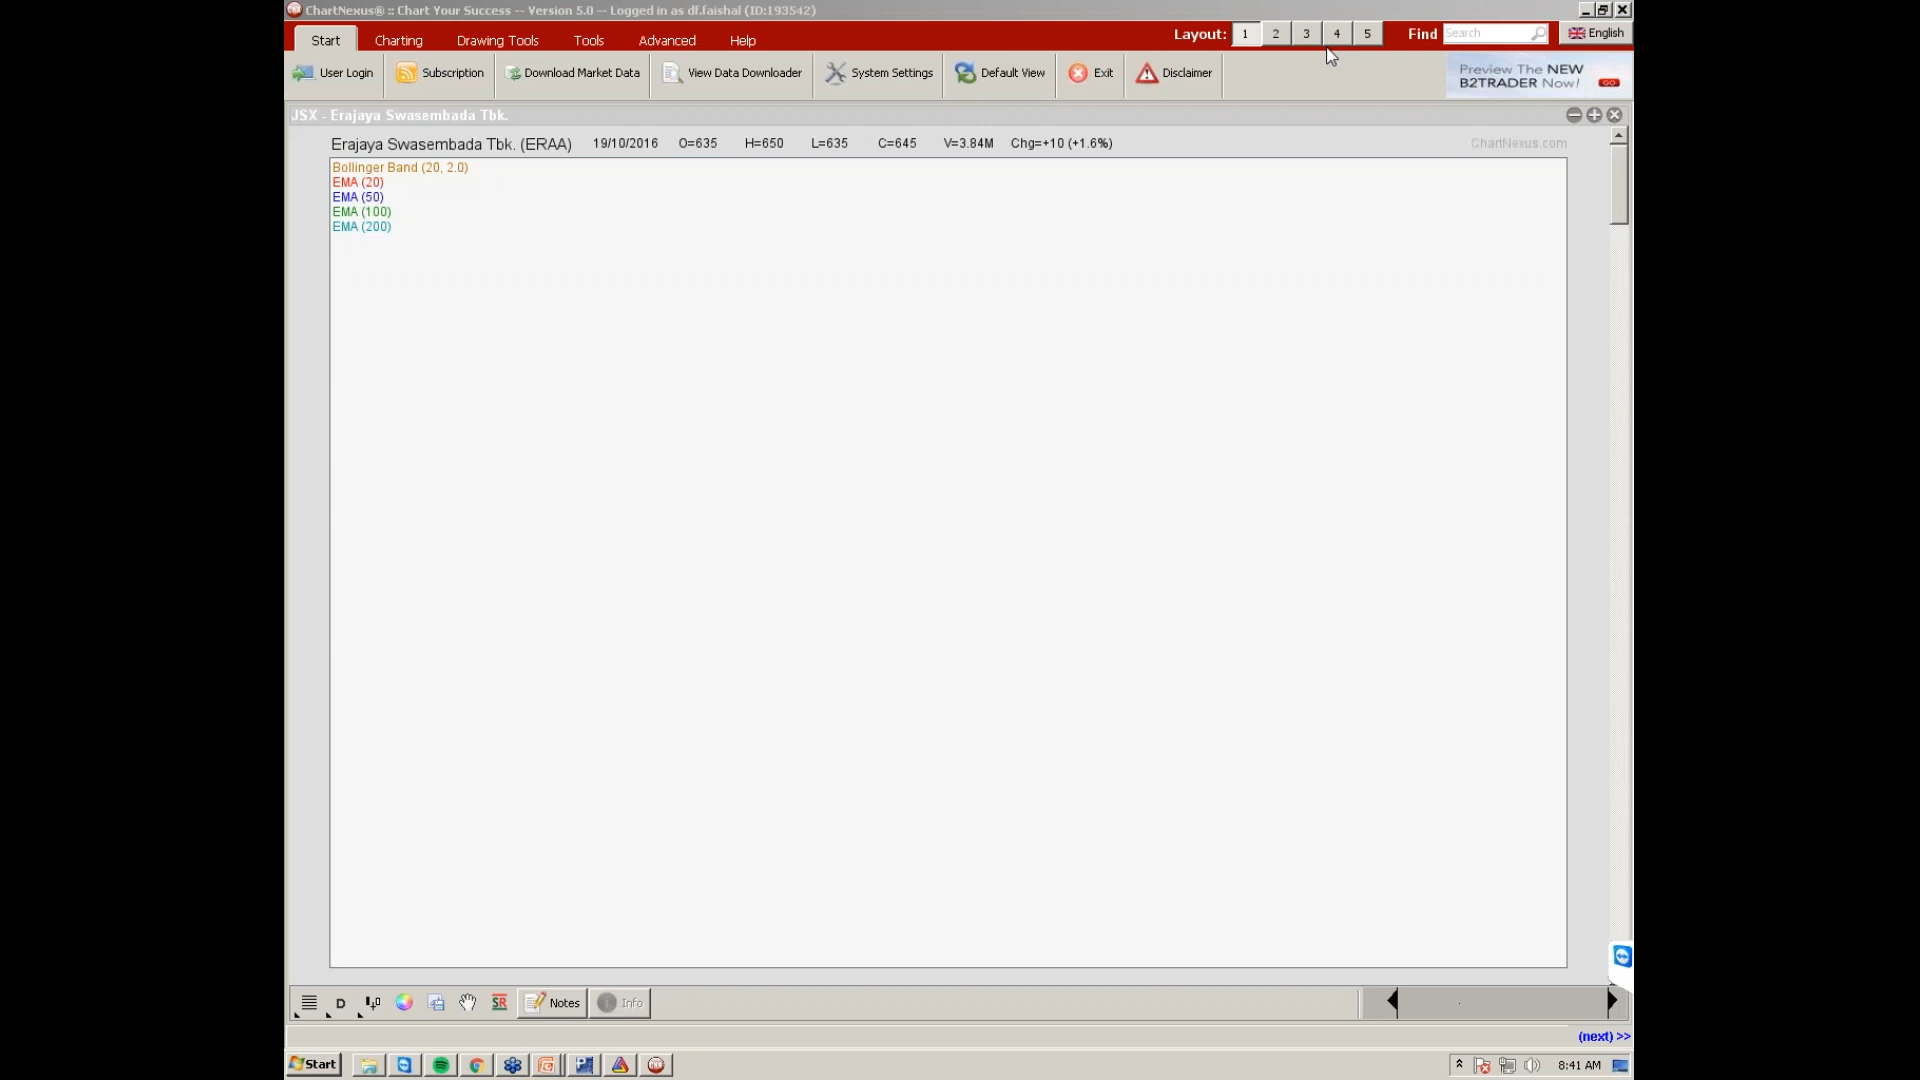 ChartNexus® :: Chart Your Success -- Version 5.0 -- Logged in as df.faishal (ID:193542)
Start Charting Drawing Tools Tools Advanced Help Layout: 1 2 3 4 5 Find Search English
User Login Subscription Download Market Data View Data Downloader System Settings Default View Exit Disclaimer
Preview The NEW
B2TRADER Now! GO
JSX - Erajaya Swasembada Tbk.
Erajaya Swasembada Tbk. (ERAA) 19/10/2016 O=635 H=650 L=635 C=645 V=3.84M Chg=+10 (+1.6%) ChartNexus.com
Bollinger Band (20, 2.0)
EMA (20)
EMA (50)
EMA (100)
EMA (200)
D SR Notes Info
(next) >>
Start 8:41 AM